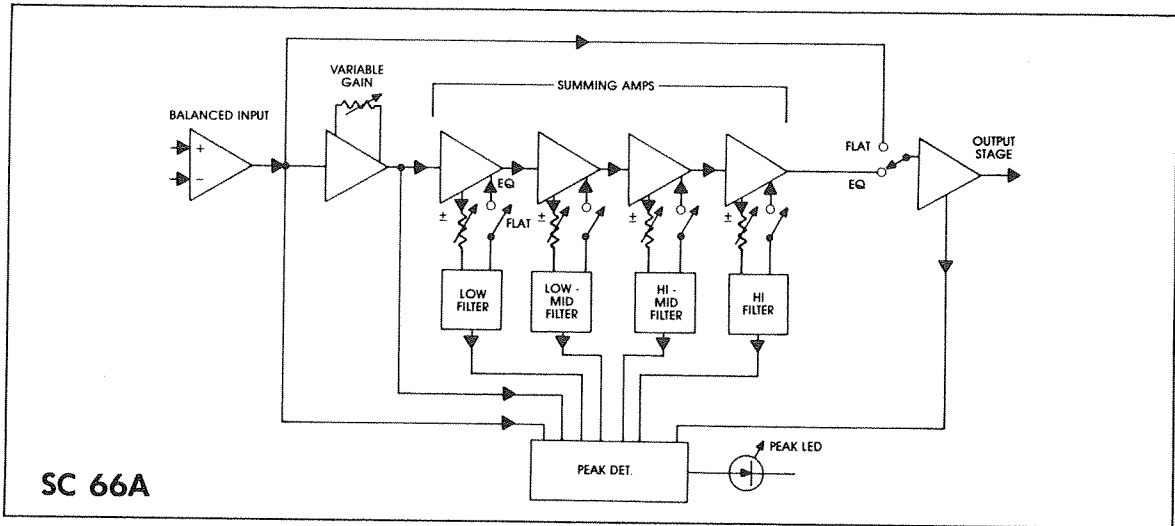 VARIABLE
GAIN
SUMMING AMPS
BALANCED INPUT
+
−
FLAT
EQ
OUTPUT
STAGE
EQ
FLAT
±
±
±
±
LOW
FILTER
LOW -
MID
FILTER
HI -
MID
FILTER
HI
FILTER
PEAK DET.
PEAK LED
SC 66A